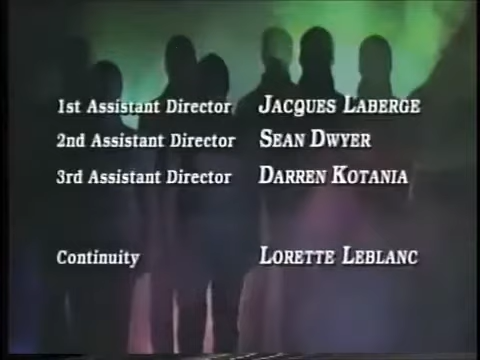 1st Assistant Director JACQUES LABERGE
2nd Assistant Director SEAN DWYER
3rd Assistant Director DARREN KOTANIA
Continuity LORETTE LEBLANC